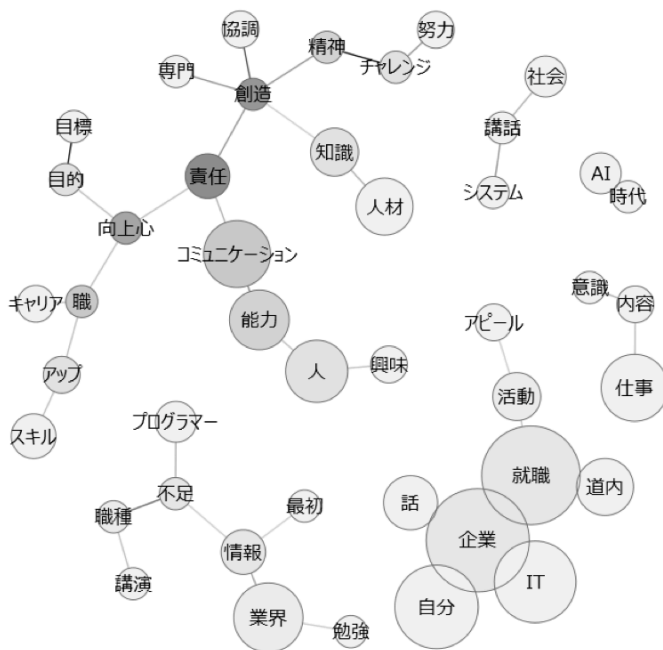 協調
精神
努力
専門
チャレンジ
創造
社会
目標
講話
知識
目的
責任
AI
システム
時代
人材
向上心
コミュニケーション
キャリア
職
意識
内容
能力
アピール
アップ
人
興味
仕事
活動
プログラマー
スキル
就職
道内
不足
職種
最初
話
企業
情報
講演
IT
自分
業界
勉強